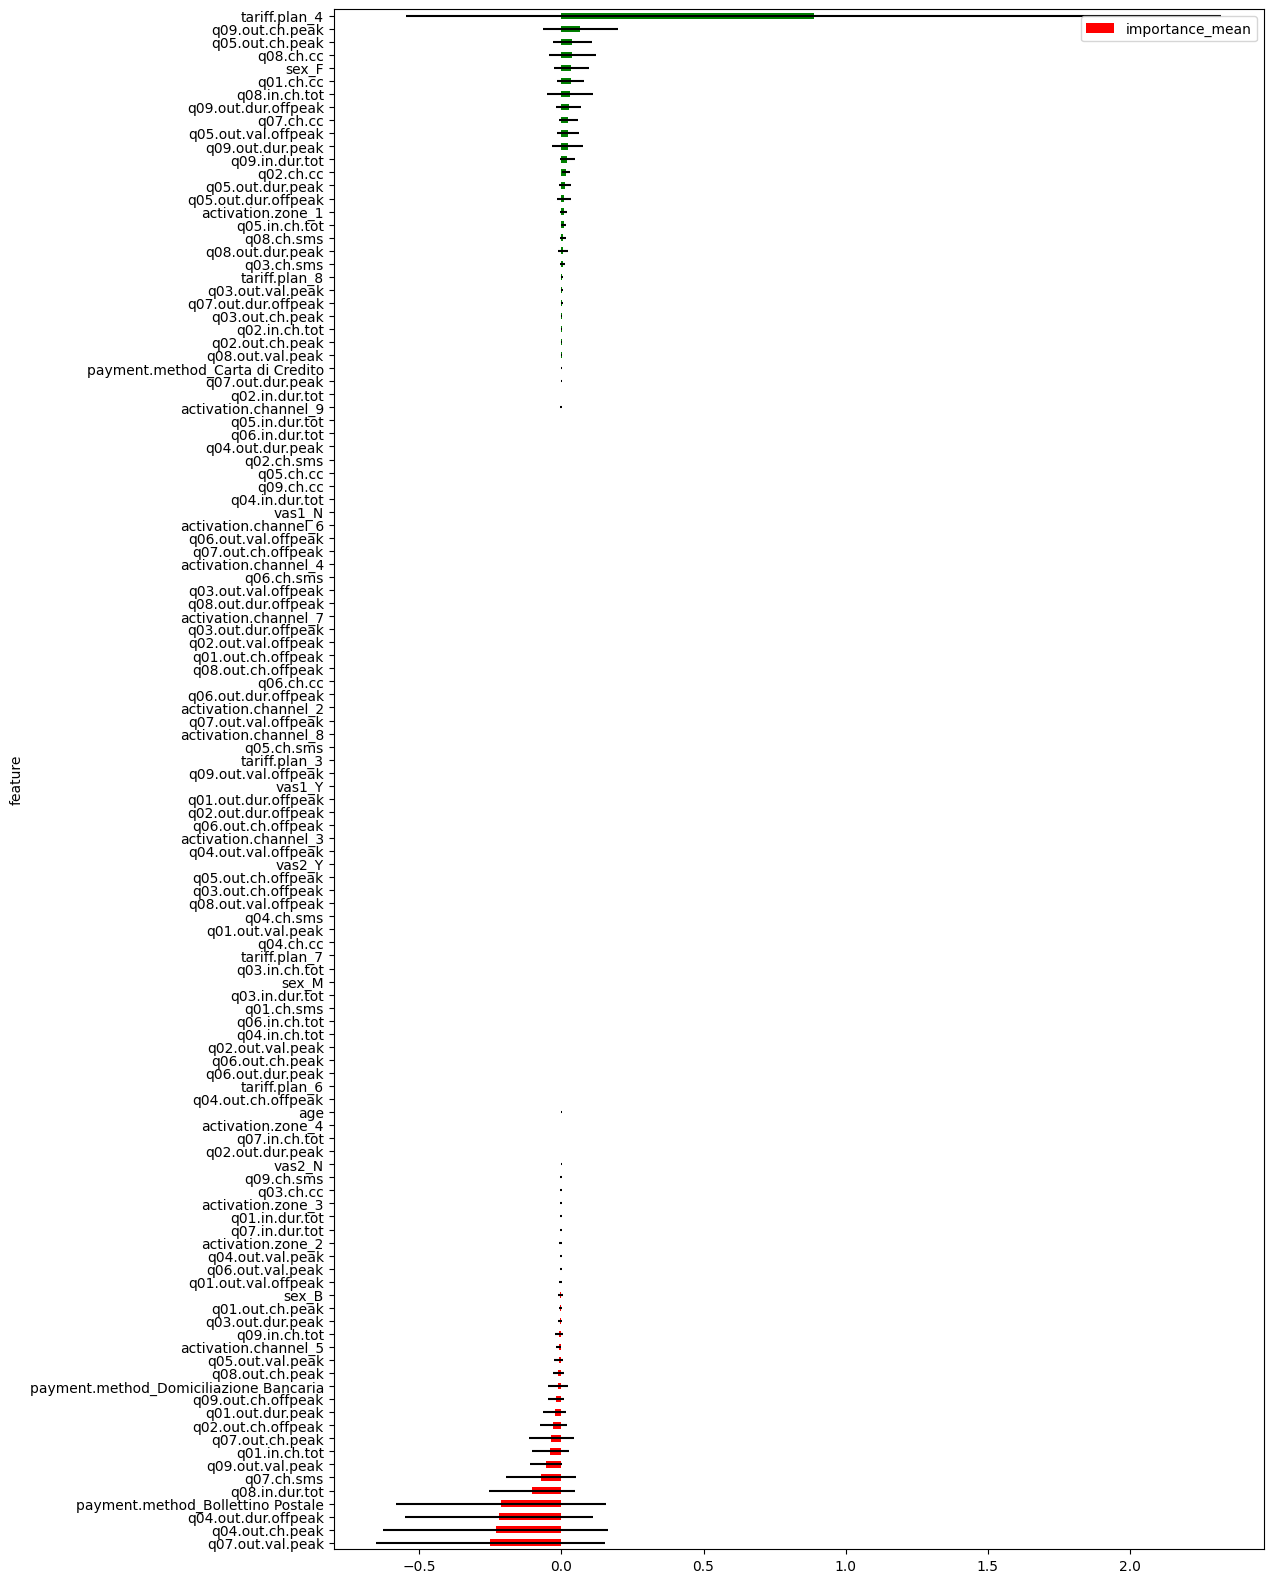 tariff.plan_4
q09.out.ch.peak
q05.out.ch.peak
q08.ch.cc
sex_F
q01.ch.cc
q08.in.ch.tot
q09.out.dur.offpeak
q07.ch.cc
q05.out.val.offpeak
q09.out.dur.peak
q09.in.dur.tot
q02.ch.cc
q05.out.dur.peak
q05.out.dur.offpeak
activation.zone_1
q05.in.ch.tot
q08.ch.sms
q08.out.dur.peak
q03.ch.sms
tariff.plan_8
q03.out.val.peak
q07.out.dur.offpeak
q03.out.ch.peak
q02.in.ch.tot
q02.out.ch.peak
q08.out.val.peak
payment.method_Carta di Credito
q07.out.dur.peak
q02.in.dur.tot
activation.channel_9
q05.in.dur.tot
q06.in.dur.tot
q04.out.dur.peak
q02.ch.sms
q05.ch.cc
q09.ch.cc
q04.in.dur.tot
vas1_N
activation.channel_6
q06.out.val.offpeak
q07.out.ch.offpeak
activation.channel_4
q06.ch.sms
q03.out.val.offpeak
q08.out.dur.offpeak
activation.channel_7
q03.out.dur.offpeak
q02.out.val.offpeak
q01.out.ch.offpeak
q08.out.ch.offpeak
q06.ch.cc
q06.out.dur.offpeak
activation.channel_2
q07.out.val.offpeak
activation.channel_8
q05.ch.sms
tariff.plan_3
q09.out.val.offpeak
vas1_Y
q01.out.dur.offpeak
q02.out.dur.offpeak
q06.out.ch.offpeak
activation.channel_3
q04.out.val.offpeak
vas2_Y
q05.out.ch.offpeak
q03.out.ch.offpeak
q08.out.val.offpeak
q04.ch.sms
q01.out.val.peak
q04.ch.cc
tariff.plan_7
q03.in.ch.tot
sex_M
q03.in.dur.tot
q01.ch.sms
q06.in.ch.tot
q04.in.ch.tot
q02.out.val.peak
q06.out.ch.peak
q06.out.dur.peak
tariff.plan_6
q04.out.ch.offpeak
age
activation.zone_4
q07.in.ch.tot
q02.out.dur.peak
vas2_N
q09.ch.sms
q03.ch.cc
activation.zone_3
q01.in.dur.tot
q07.in.dur.tot
activation.zone_2
q04.out.val.peak
q06.out.val.peak
q01.out.val.offpeak
sex_B
q01.out.ch.peak
q03.out.dur.peak
q09.in.ch.tot
activation.channel_5
q05.out.val.peak
q08.out.ch.peak
payment.method_Domiciliazione Bancaria
q09.out.ch.offpeak
q01.out.dur.peak
q02.out.ch.offpeak
q07.out.ch.peak
q01.in.ch.tot
q09.out.val.peak
q07.ch.sms
q08.in.dur.tot
payment.method_Bollettino Postale
q04.out.dur.offpeak
q04.out.ch.peak
q07.out.val.peak
feature
importance_mean
−0.5 0.0 0.5 1.0 1.5 2.0